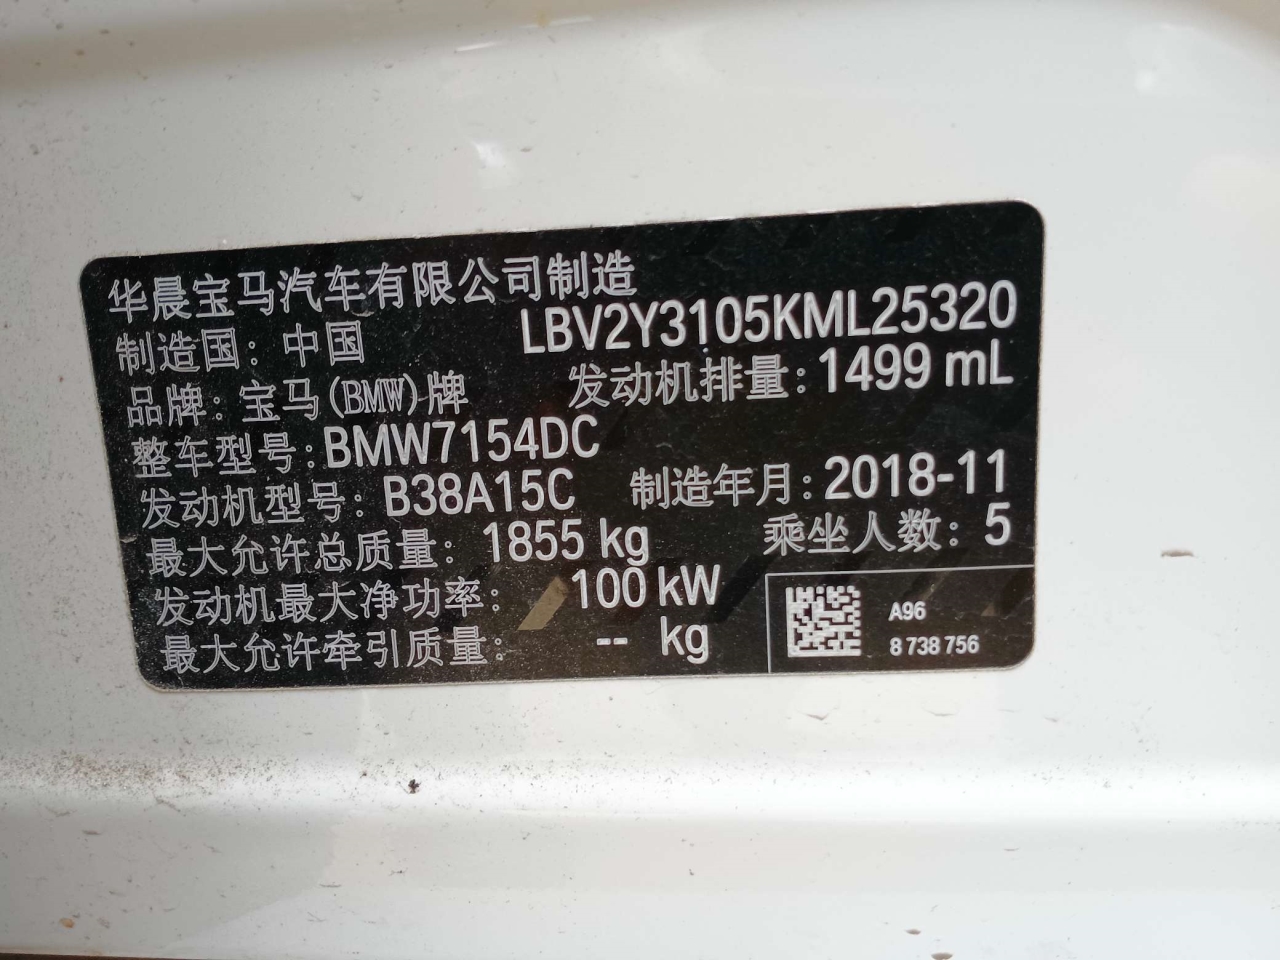 华晨宝马汽车有限公司制造
制造国：中国
LBV2Y3105KML25320
品牌：宝马(BMW)牌
发动机排量：1499 mL
整车型号：BMW7154DC
发动机型号：B38A15C
制造年月：2018-11
最大允许总质量：1855 kg
乘坐人数：5
发动机最大净功率：100 kW
最大允许牵引质量：-- kg
A96
8 738 756